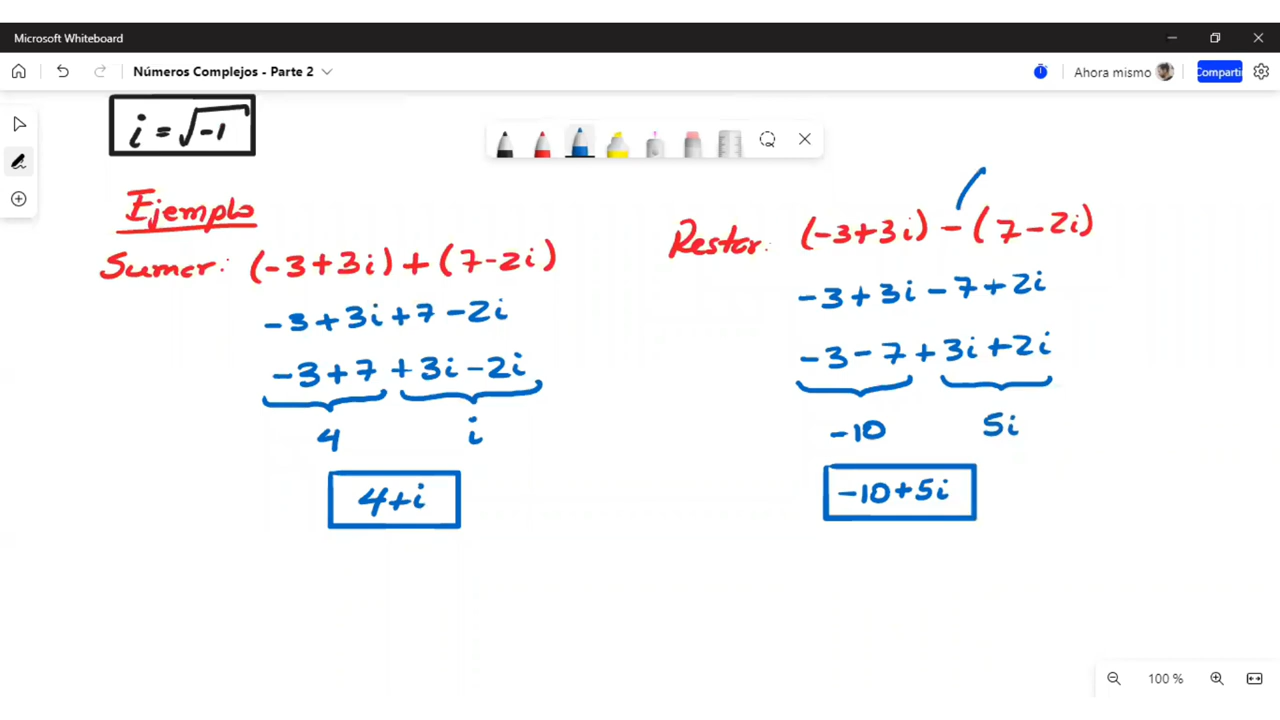 Microsoft Whiteboard
Números Complejos - Parte 2
Ahora mismo
Comparti
i = √-1
Ejemplo
Sumar: (-3+3i) + (7-2i)
-3+3i+7-2i
-3+7+3i-2i
4 i
4+i
Restar: (-3+3i) - (7-2i)
-3+3i-7+2i
-3-7+3i+2i
-10 5i
-10+5i
100 %